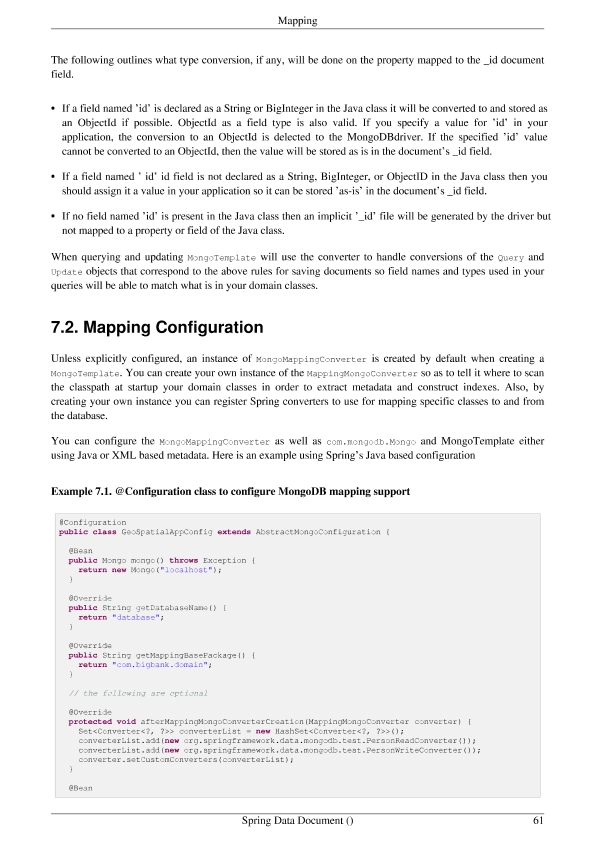 Mapping
The following outlines what type conversion, if any, will be done on the property mapped to the _id document
field.
• If a field named 'id' is declared as a String or BigInteger in the Java class it will be converted to and stored as
an ObjectId if possible. ObjectId as a field type is also valid. If you specify a value for 'id' in your
application, the conversion to an ObjectId is delected to the MongoDBdriver. If the specified 'id' value
cannot be converted to an ObjectId, then the value will be stored as is in the document's _id field.
• If a field named ' id' id field is not declared as a String, BigInteger, or ObjectID in the Java class then you
should assign it a value in your application so it can be stored 'as-is' in the document's _id field.
• If no field named 'id' is present in the Java class then an implicit '_id' file will be generated by the driver but
not mapped to a property or field of the Java class.
When querying and updating MongoTemplate will use the converter to handle conversions of the Query and
Update objects that correspond to the above rules for saving documents so field names and types used in your
queries will be able to match what is in your domain classes.
7.2. Mapping Configuration
Unless explicitly configured, an instance of MongoMappingConverter is created by default when creating a
MongoTemplate. You can create your own instance of the MappingMongoConverter so as to tell it where to scan
the classpath at startup your domain classes in order to extract metadata and construct indexes. Also, by
creating your own instance you can register Spring converters to use for mapping specific classes to and from
the database.
You can configure the MongoMappingConverter as well as com.mongodb.Mongo and MongoTemplate either
using Java or XML based metadata. Here is an example using Spring's Java based configuration
Example 7.1. @Configuration class to configure MongoDB mapping support
@Configuration
public class GeoSpatialAppConfig extends AbstractMongoConfiguration {
@Bean
public Mongo mongo() throws Exception {
return new Mongo("localhost");
}
@Override
public String getDatabaseName() {
return "database";
}
@Override
public String getMappingBasePackage() {
return "com.bigbank.domain";
}
// the following are optional
@Override
protected void afterMappingMongoConverterCreation(MappingMongoConverter converter) {
Set<Converter<?, ?>> converterList = new HashSet<Converter<?, ?>>();
converterList.add(new org.springframework.data.mongodb.test.PersonReadConverter());
converterList.add(new org.springframework.data.mongodb.test.PersonWriteConverter());
converter.setCustomConverters(converterList);
}
@Bean
Spring Data Document ()
61